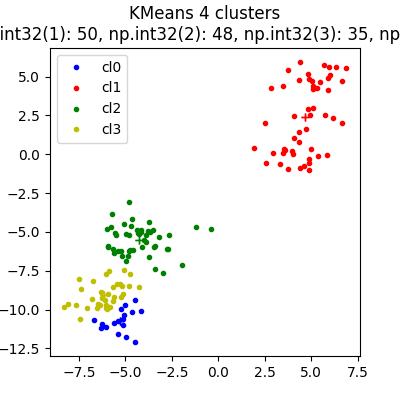 KMeans 4 clusters
int32(1): 50, np.int32(2): 48, np.int32(3): 35, np
cl0
cl1
cl2
cl3
5.0
2.5
0.0
−2.5
−5.0
−7.5
−10.0
−12.5
−7.5 −5.0 −2.5 0.0 2.5 5.0 7.5